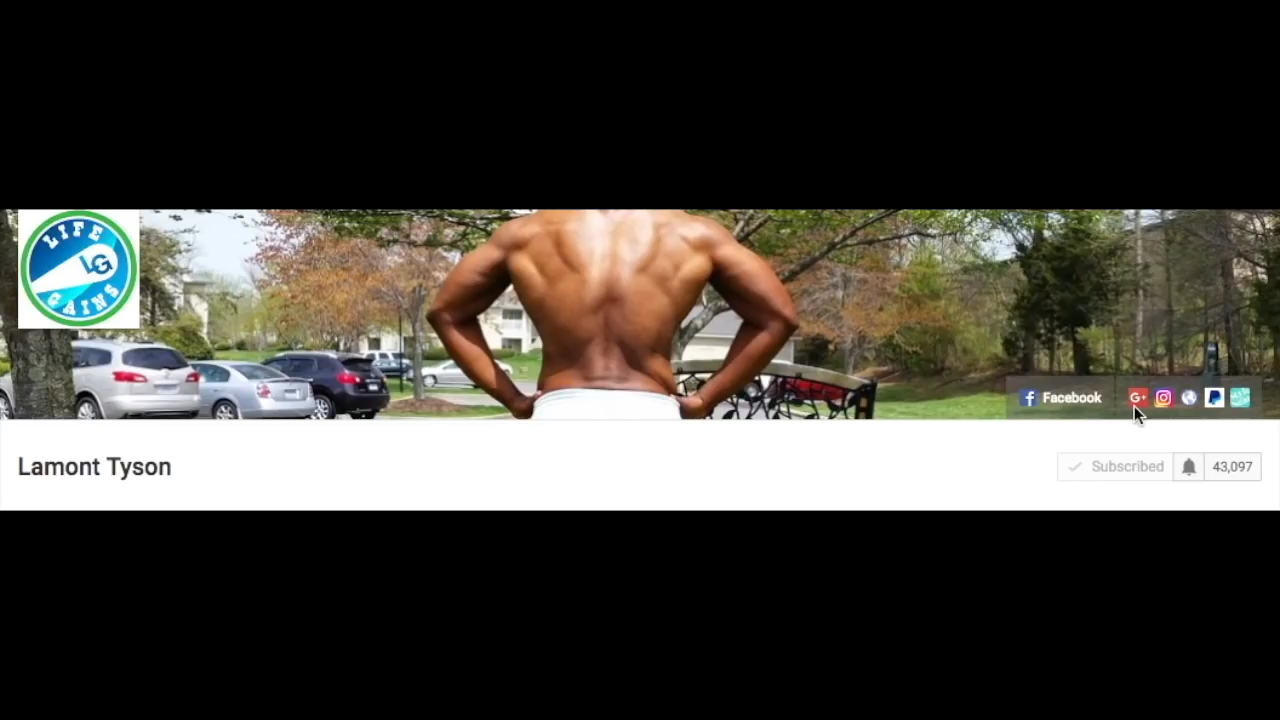 LIFE
LG
GAINS
Facebook
G+
Lamont Tyson
Subscribed
43,097